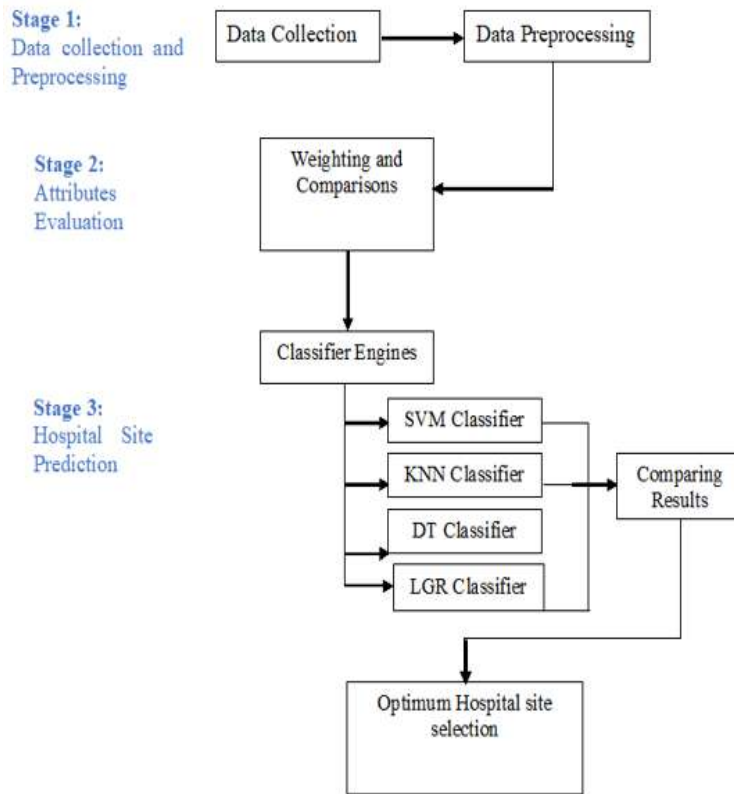 Stage 1:
Data collection and
Preprocessing
Data Collection
Data Preprocessing
Stage 2:
Attributes
Evaluation
Weighting and
Comparisons
Classifier Engines
Stage 3:
Hospital Site
Prediction
SVM Classifier
KNN Classifier
DT Classifier
LGR Classifier
Comparing
Results
Optimum Hospital site
selection